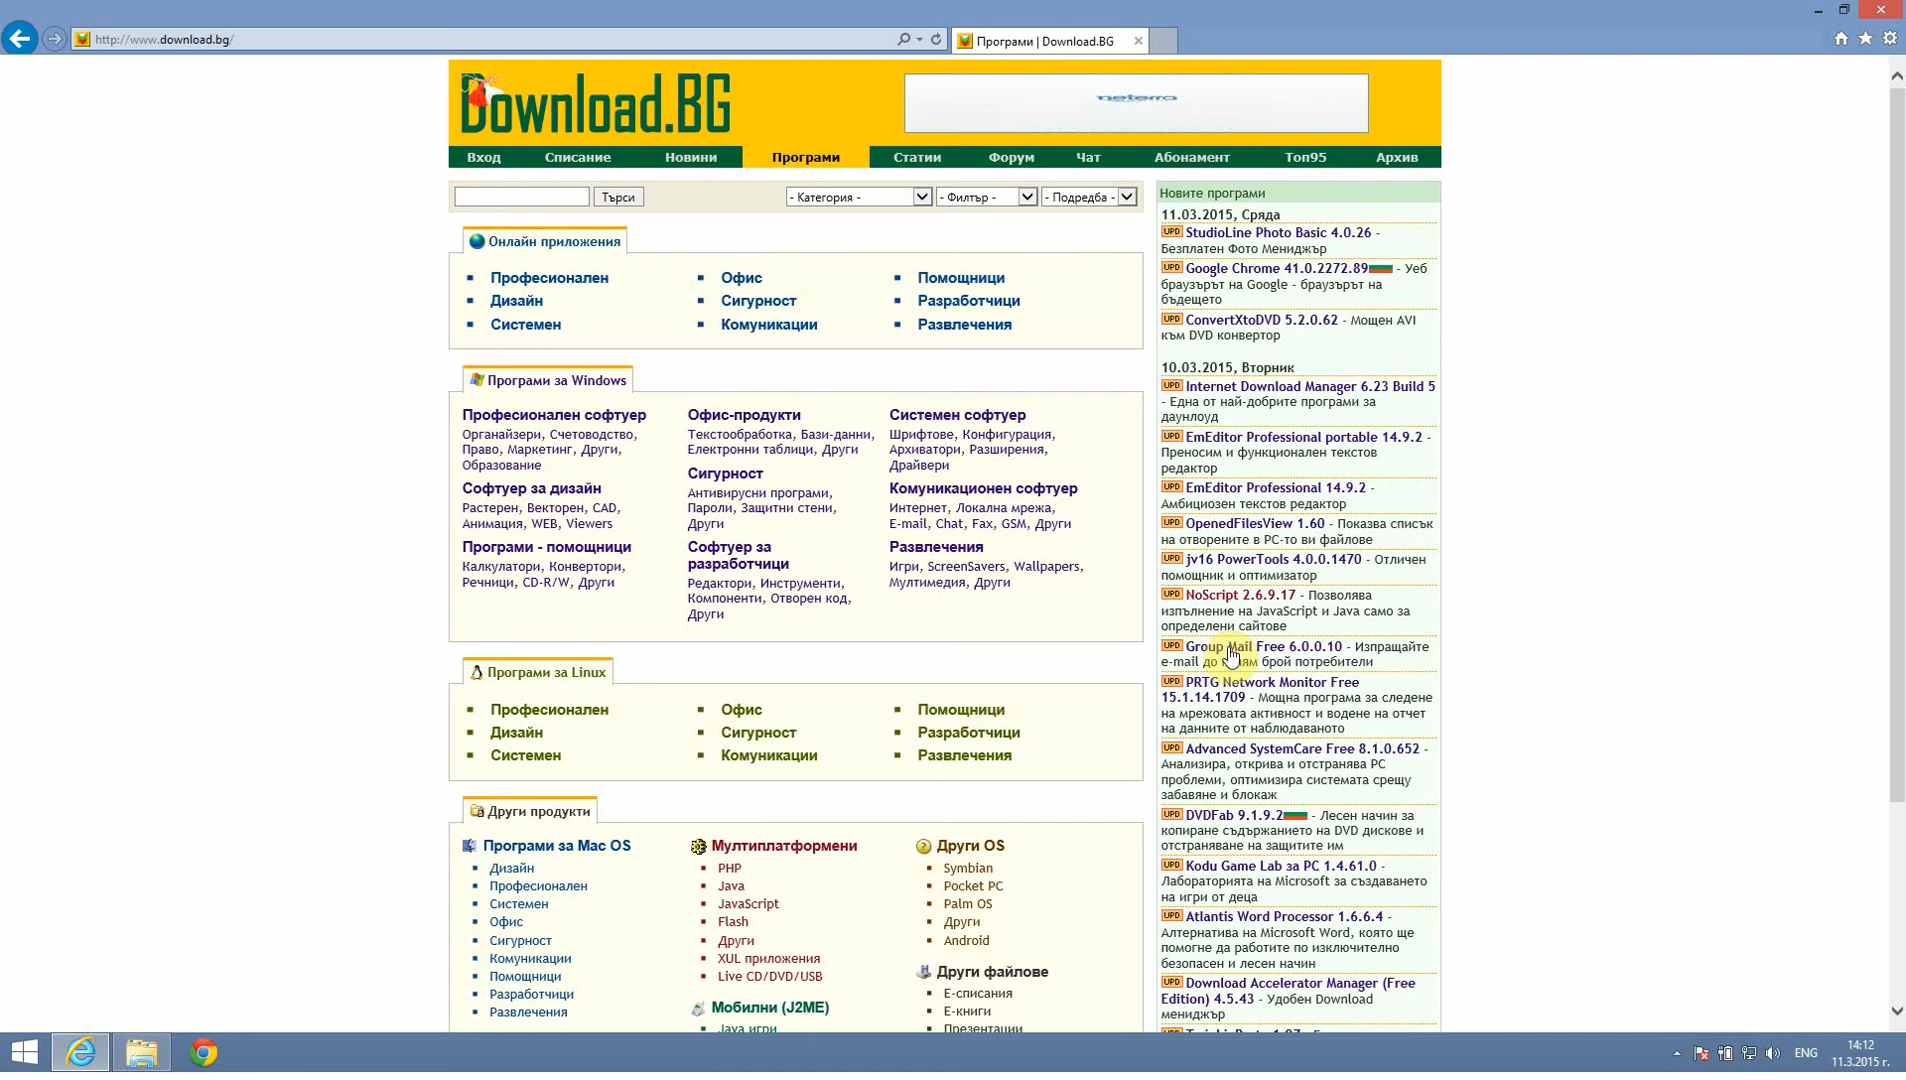 http://www.download.bg/
Програми | Download.BG
Download.BG
neterra
Вход Списание Новини Програми Статии Форум Чат Абонамент Топ95 Архив
Търси - Категория - - Филтър - - Подредба -
Онлайн приложения
Професионален Офис Помощници
Дизайн Сигурност Разработчици
Системен Комуникации Развлечения
Програми за Windows
Професионален софтуер
Органайзери, Счетоводство,
Право, Маркетинг, Други,
Образование
Софтуер за дизайн
Растерен, Векторен, CAD,
Анимация, WEB, Viewers
Програми - помощници
Калкулатори, Конвертори,
Речници, CD-R/W, Други
Офис-продукти
Текстообработка, Бази-данни,
Електронни таблици, Други
Сигурност
Антивирусни програми,
Пароли, Защитни стени,
Други
Софтуер за
разработчици
Редактори, Инструменти,
Компоненти, Отворен код,
Други
Системен софтуер
Шрифтове, Конфигурация,
Архиватори, Разширения,
Драйвери
Комуникационен софтуер
Интернет, Локална мрежа,
E-mail, Chat, Fax, GSM, Други
Развлечения
Игри, ScreenSavers, Wallpapers,
Мултимедия, Други
Програми за Linux
Професионален Офис Помощници
Дизайн Сигурност Разработчици
Системен Комуникации Развлечения
Други продукти
Програми за Mac OS
Дизайн
Професионален
Системен
Офис
Сигурност
Комуникации
Помощници
Разработчици
Развлечения
Мултиплатформени
PHP
Java
JavaScript
Flash
Други
XUL приложения
Live CD/DVD/USB
Мобилни (J2ME)
Java игри
Други OS
Symbian
Pocket PC
Palm OS
Други
Android
Други файлове
Е-списания
Е-книги
Презентации
Новите програми
11.03.2015, Сряда
UPD StudioLine Photo Basic 4.0.26 -
Безплатен Фото Мениджър
UPD Google Chrome 41.0.2272.89 - Уеб
браузърът на Google - браузърът на
бъдещето
UPD ConvertXtoDVD 5.2.0.62 - Мощен AVI
към DVD конвертор
10.03.2015, Вторник
UPD Internet Download Manager 6.23 Build 5
- Една от най-добрите програми за
даунлоуд
UPD EmEditor Professional portable 14.9.2 -
Преносим и функционален текстов
редактор
UPD EmEditor Professional 14.9.2 -
Амбициозен текстов редактор
UPD OpenedFilesView 1.60 - Показва списък
на отворените в PC-то ви файлове
UPD jv16 PowerTools 4.0.0.1470 - Отличен
помощник и оптимизатор
UPD NoScript 2.6.9.17 - Позволява
изпълнение на JavaScript и Java само за
определени сайтове
UPD Group Mail Free 6.0.0.10 - Изпращайте
e-mail до голям брой потребители
UPD PRTG Network Monitor Free
15.1.14.1709 - Мощна програма за следене
на мрежовата активност и водене на отчет
на данните от наблюдаваното
UPD Advanced SystemCare Free 8.1.0.652 -
Анализира, открива и отстранява PC
проблеми, оптимизира системата срещу
забавяне и блокаж
UPD DVDFab 9.1.9.2 - Лесен начин за
копиране съдържанието на DVD дискове и
отстраняване на защитите им
UPD Kodu Game Lab за PC 1.4.61.0 -
Лабораторията на Microsoft за създаването
на игри от деца
UPD Atlantis Word Processor 1.6.6.4 -
Алтернатива на Microsoft Word, която ще
помогне да работите по изключително
безопасен и лесен начин
UPD Download Accelerator Manager (Free
Edition) 4.5.43 - Удобен Download
мениджър
ENG
14:12
11.3.2015 г.